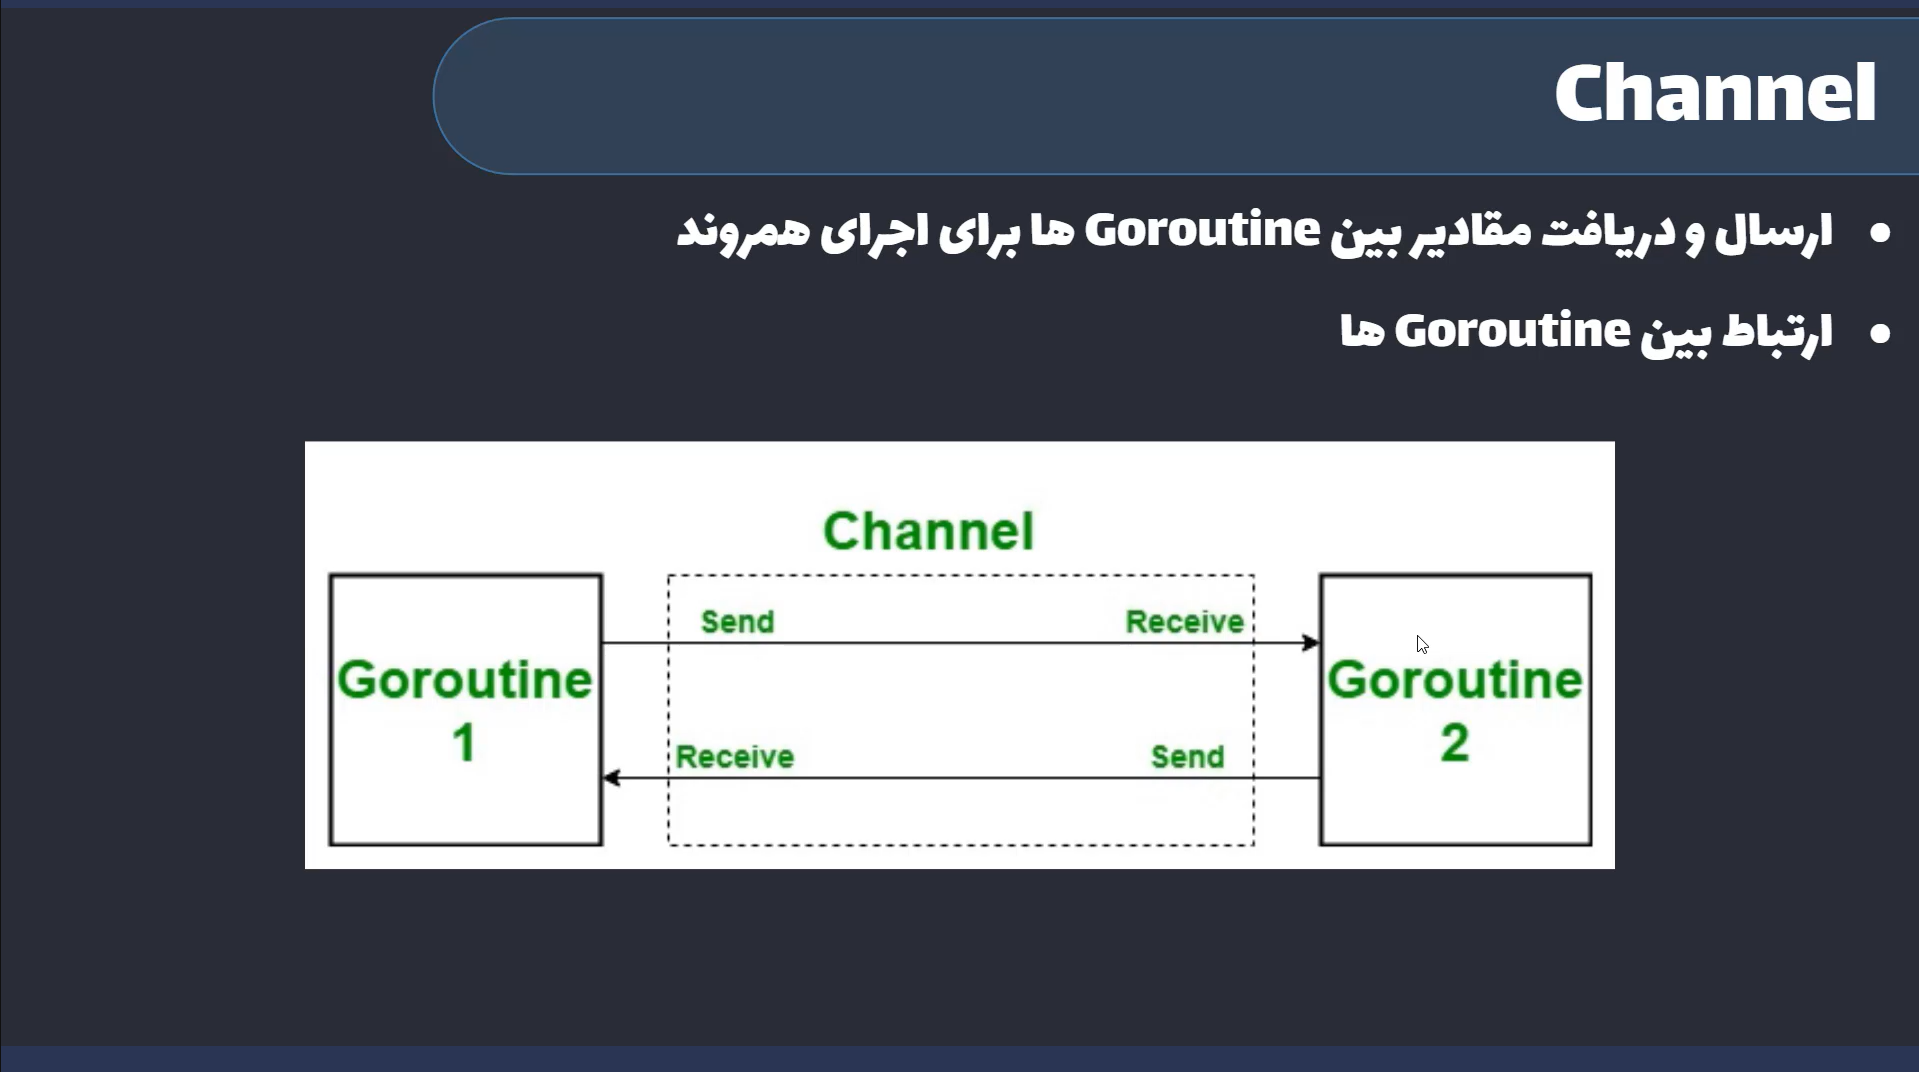 Channel
ارسال و دریافت مقادیر بین Goroutine ها برای اجرای همروند
ارتباط بین Goroutine ها
Channel
Send
Receive
Goroutine
1
Goroutine
2
Receive
Send